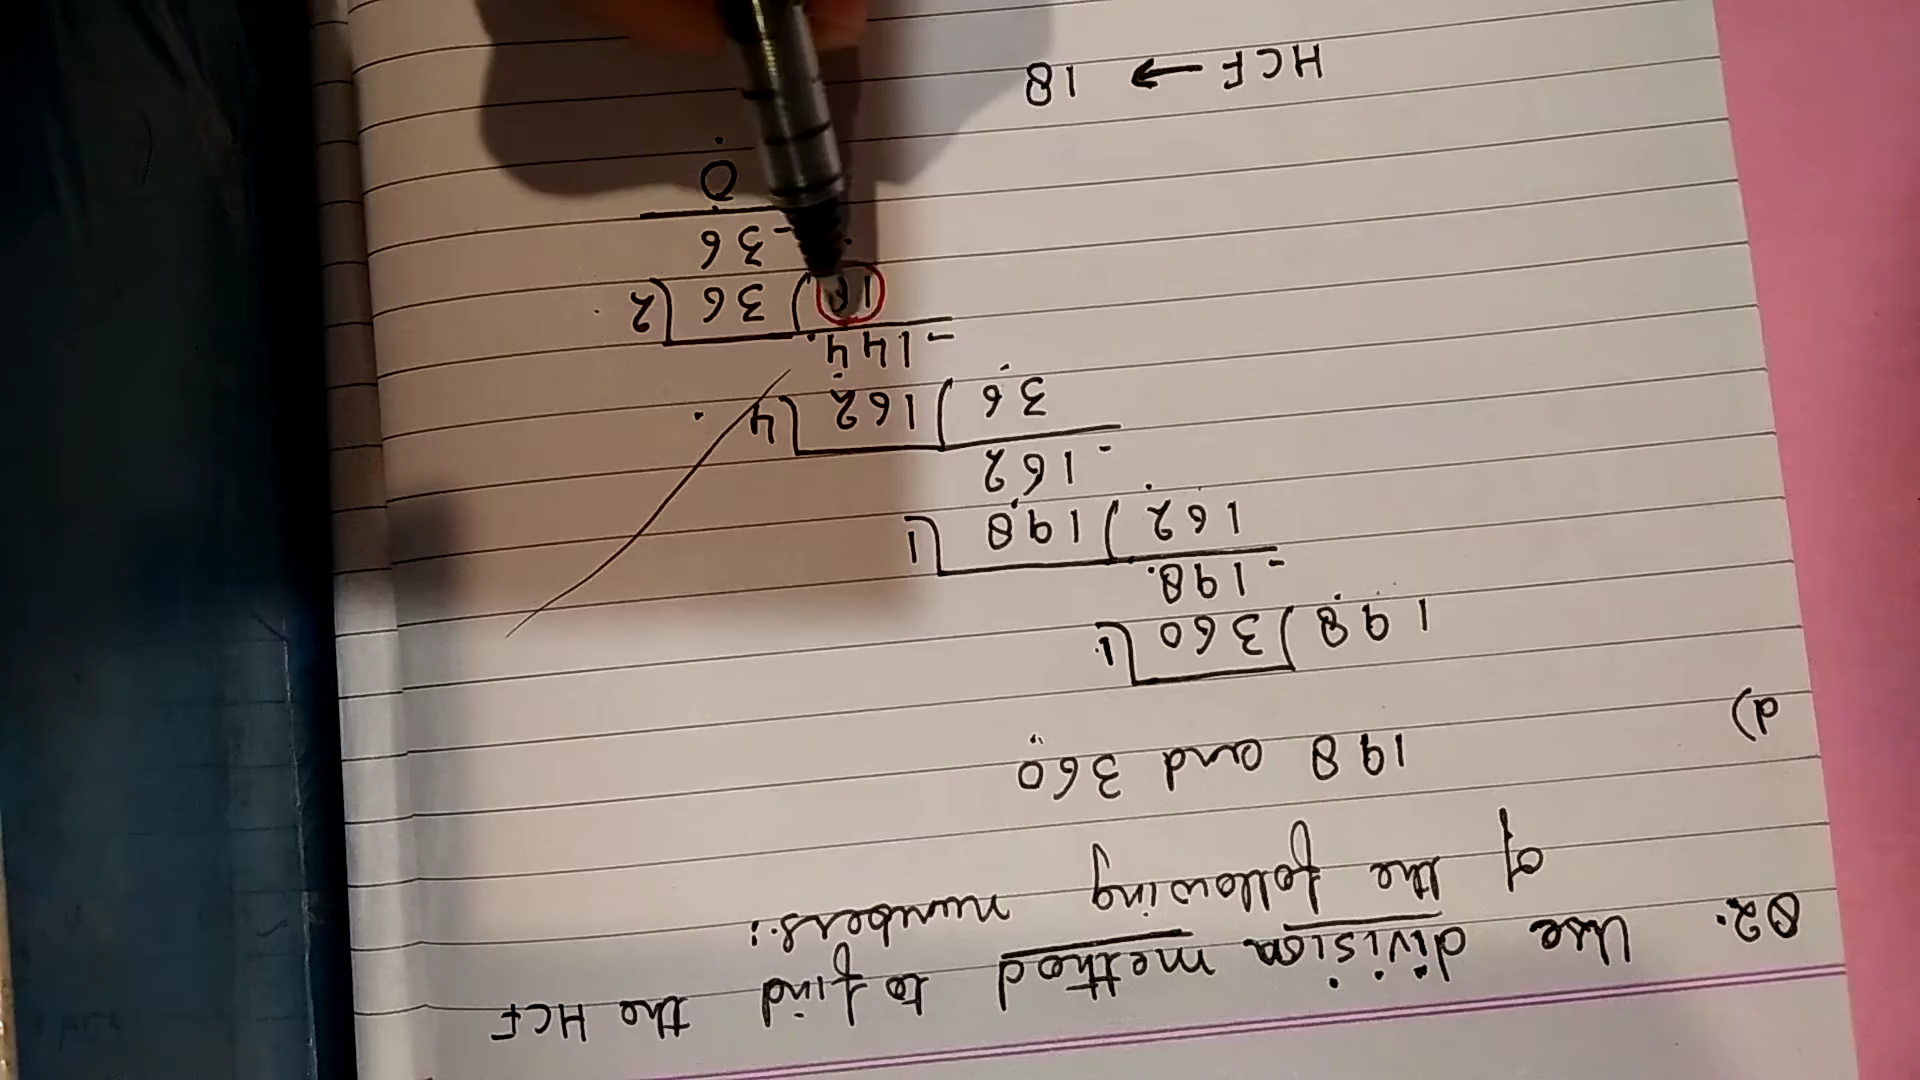 Q2. Use division method to find the HCF
of the following numbers:
d) 198 and 360
198) 360 (1
-198
162) 198 (1
-162
36) 162 (4
-144
36 (2
-36
0
HCF → 18